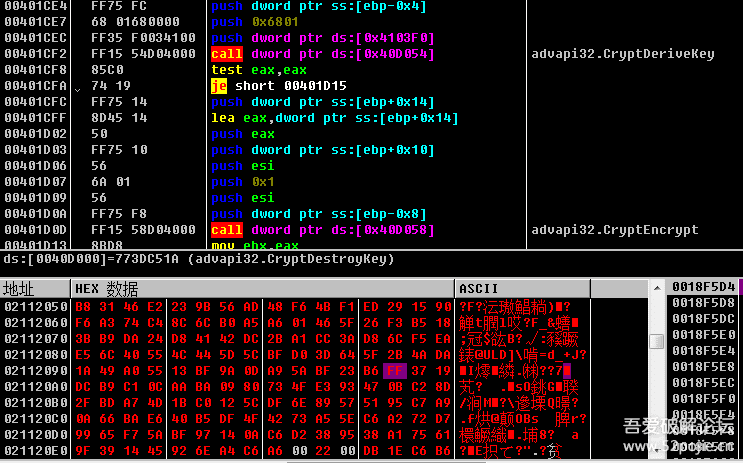 00401CE4 FF75 FC push dword ptr ss:[ebp-0x4]
00401CE7 68 01680000 push 0x6801
00401CEC FF35 F0034100 push dword ptr ds:[0x4103F0]
00401CF2 FF15 54D04000 call dword ptr ds:[0x40D054] advapi32.CryptDeriveKey
00401CF8 85C0 test eax,eax
00401CFA 74 19 je short 00401D15
00401CFC FF75 14 push dword ptr ss:[ebp+0x14]
00401CFF 8D45 14 lea eax,dword ptr ss:[ebp+0x14]
00401D02 50 push eax
00401D03 FF75 10 push dword ptr ss:[ebp+0x10]
00401D06 56 push esi
00401D07 6A 01 push 0x1
00401D09 56 push esi
00401D0A FF75 F8 push dword ptr ss:[ebp-0x8]
00401D0D FF15 58D04000 call dword ptr ds:[0x40D058] advapi32.CryptEncrypt
00401D13 8BD8 mov ebx,eax
ds:[0040D000]=773DC51A (advapi32.CryptDestroyKey)
地址 HEX 数据 ASCII
02112050 B8 31 46 E2 23 9B 56 AD 48 F6 4B F1 ED 29 15 90
02112060 F6 A3 74 C4 8C 6C B0 A5 A6 01 46 5F 26 F3 B5 18
02112070 3B B9 DA 24 D8 41 42 DC 2B A1 CC 3A D8 6C F5 EA
02112080 E5 6C 40 55 4C 44 5D 5C BF D0 3D 64 5F 2B 4A DA
02112090 1A 49 A0 55 13 BF 9A 0D A9 5A BF 23 B6 FF 37 19
021120A0 DC B9 C1 0C AA BA 09 80 73 4F E3 93 47 0B C2 8D
021120B0 2F BD A7 4D 1B C0 12 5C DF 6E 89 57 51 95 C7 A9
021120C0 0A 66 BA E6 40 B5 DF 4F 42 73 A5 5E C6 A2 72 D7
021120D0 99 65 F7 5A BF 97 14 0A C6 D2 38 95 38 A1 75 61
021120E0 9F 39 14 45 92 6E A4 C6 A6 00 22 00 DB 1E C6 B6
0018F5D4
0018F5D8
0018F5DC
0018F5E0
0018F5E4
0018F5E8
0018F5EC
0018F5F0
0018F5F4
吾爱破解论坛
www.52pojie.cn